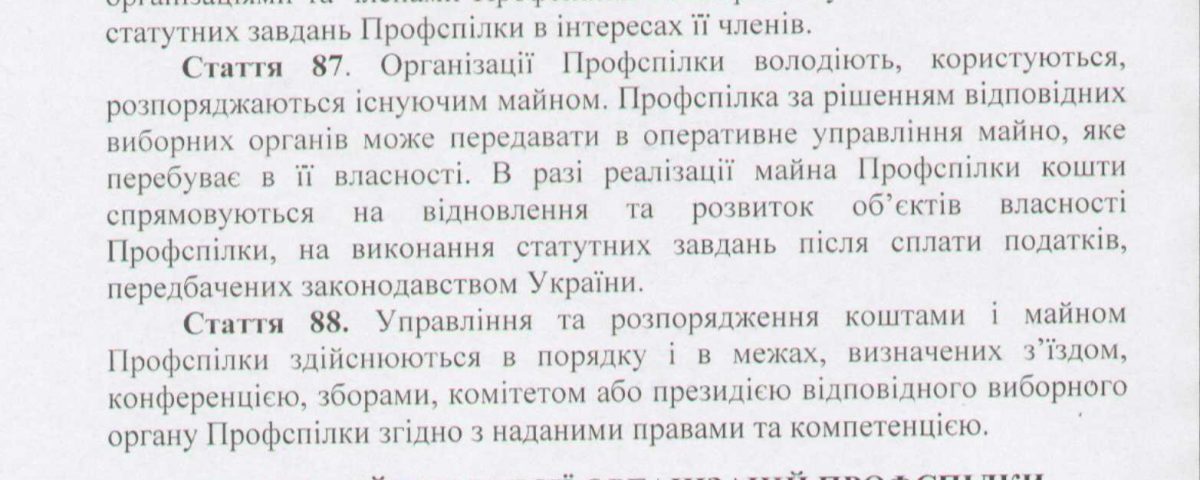 статутних завдань Профспілки в інтересах її членів.
Стаття 87. Організації Профспілки володіють, користуються,
розпоряджаються існуючим майном. Профспілка за рішенням відповідних
виборних органів може передавати в оперативне управління майно, яке
перебуває в її власності. В разі реалізації майна Профспілки кошти
спрямовуються на відновлення та розвиток об’єктів власності
Профспілки, на виконання статутних завдань після сплати податків,
передбачених законодавством України.
Стаття 88. Управління та розпорядження коштами і майном
Профспілки здійснюються в порядку і в межах, визначених з’їздом,
конференцією, зборами, комітетом або президією відповідного виборного
органу Профспілки згідно з наданими правами та компетенцією.